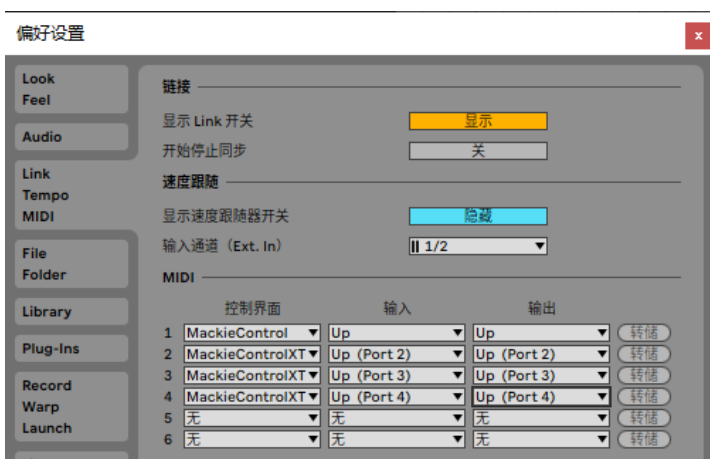 偏好设置
x
Look
Feel
Audio
Link
Tempo
MIDI
File
Folder
Library
Plug-Ins
Record
Warp
Launch
链接
显示 Link 开关 显示
开始停止同步 关
速度跟随
显示速度跟随器开关 隐藏
输入通道（Ext. In） 1/2
MIDI
控制界面 输入 输出
1 MackieControl Up Up 转储
2 MackieControlXT Up (Port 2) Up (Port 2) 转储
3 MackieControlXT Up (Port 3) Up (Port 3) 转储
4 MackieControlXT Up (Port 4) Up (Port 4) 转储
5 无 无 无 转储
6 无 无 无 转储